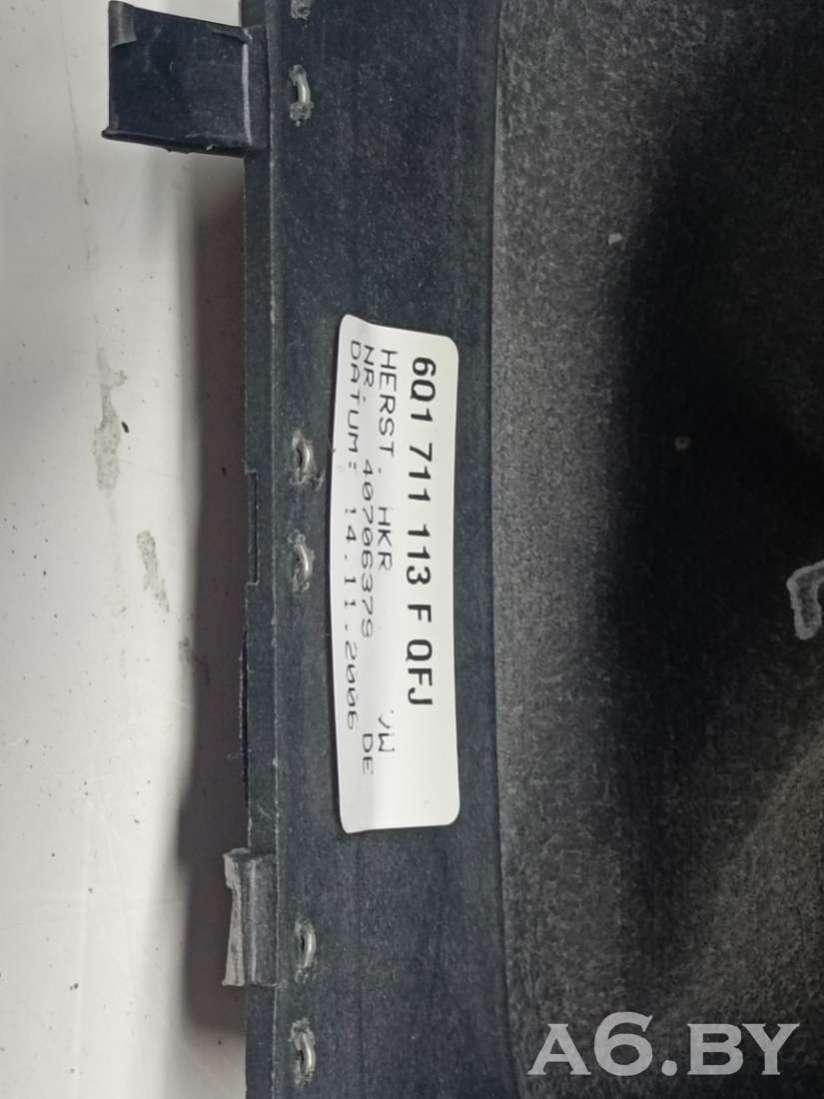 6Q1 711 113 F QFJ
HERST. HKR VW
NR. 40706379 DE
DATUM: 14.11.2006
A6.BY